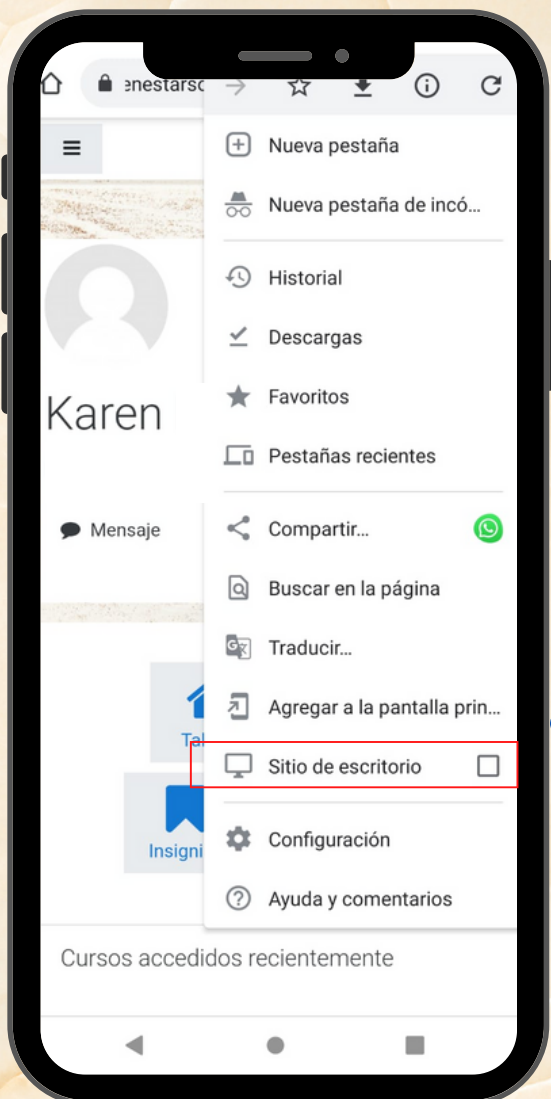 enestarso
Nueva pestaña
Nueva pestaña de incó...
Historial
Descargas
Favoritos
Karen
Pestañas recientes
Mensaje
Compartir...
Buscar en la página
Traducir...
Agregar a la pantalla prin...
Sitio de escritorio
Insigni
Configuración
Ayuda y comentarios
Cursos accedidos recientemente